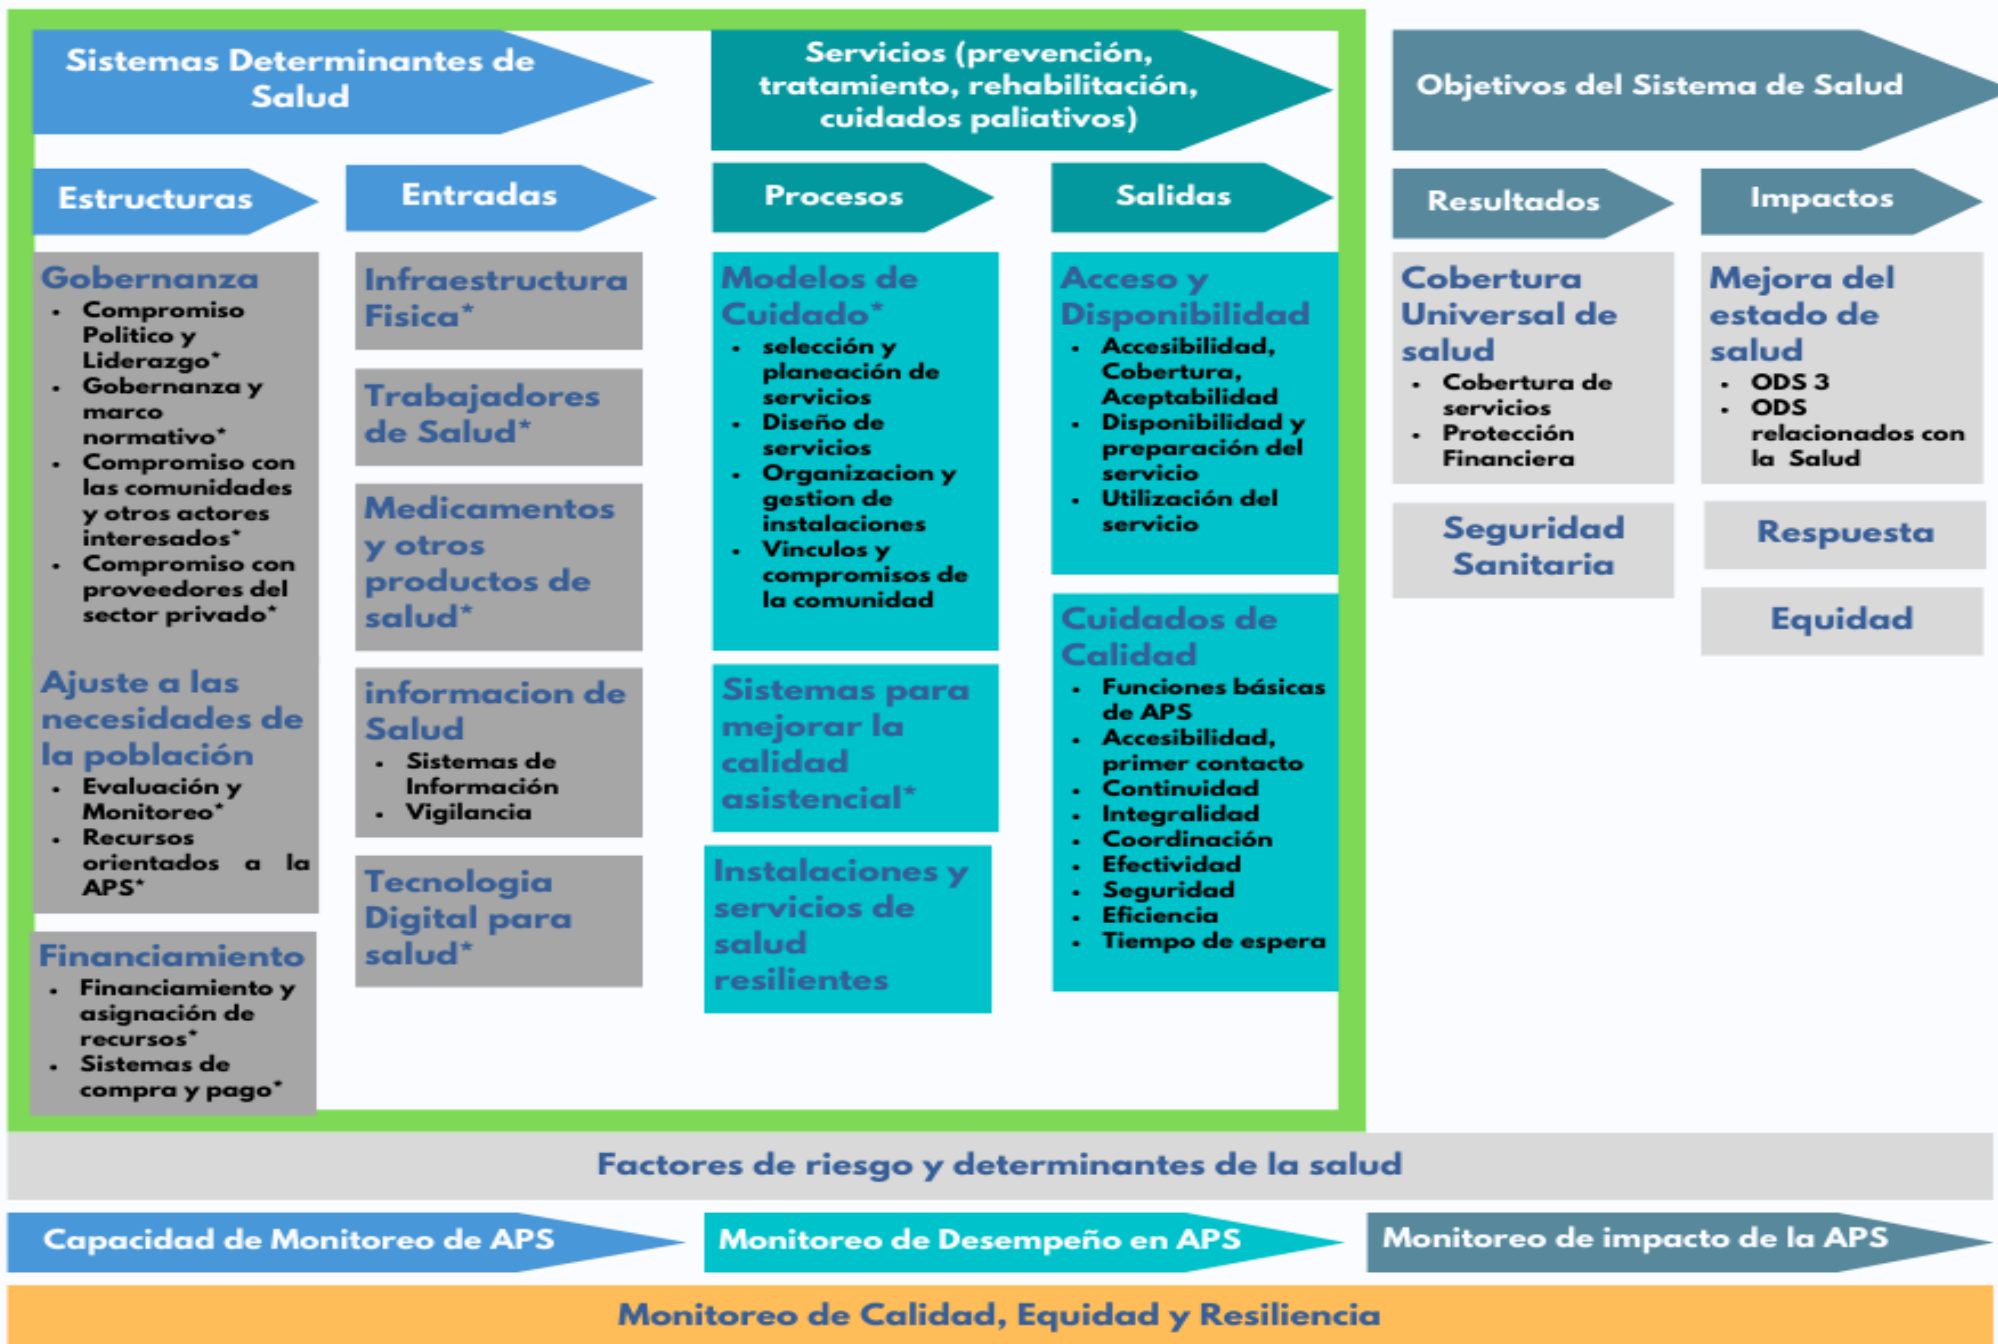 Sistemas Determinantes de
Salud
Servicios (prevención,
tratamiento, rehabilitación,
cuidados paliativos)
Objetivos del Sistema de Salud
Estructuras
Entradas
Procesos
Salidas
Resultados
Impactos
Gobernanza
• Compromiso
Politico y
Liderazgo*
• Gobernanza y
marco
normativo*
• Compromiso con
las comunidades
y otros actores
interesados*
• Compromiso con
proveedores del
sector privado*
Ajuste a las
necesidades de
la población
• Evaluación y
Monitoreo*
• Recursos
orientados a la
APS*
Financiamiento
• Financiamiento y
asignación de
recursos*
• Sistemas de
compra y pago*
Infraestructura
Fisica*
Trabajadores
de Salud*
Medicamentos
y otros
productos de
salud*
informacion de
Salud
• Sistemas de
Información
• Vigilancia
Tecnologia
Digital para
salud*
Modelos de
Cuidado*
• selección y
planeación de
servicios
• Diseño de
servicios
• Organizacion y
gestion de
instalaciones
• Vinculos y
compromisos de
la comunidad
Sistemas para
mejorar la
calidad
asistencial*
Instalaciones y
servicios de
salud
resilientes
Acceso y
Disponibilidad
• Accesibilidad,
Cobertura,
Aceptabilidad
• Disponibilidad y
preparación del
servicio
• Utilización del
servicio
Cuidados de
Calidad
• Funciones básicas
de APS
• Accesibilidad,
primer contacto
• Continuidad
• Integralidad
• Coordinación
• Efectividad
• Seguridad
• Eficiencia
• Tiempo de espera
Cobertura
Universal de
salud
• Cobertura de
servicios
• Protección
Financiera
Seguridad
Sanitaria
Mejora del
estado de
salud
• ODS 3
• ODS
relacionados con
la Salud
Respuesta
Equidad
Factores de riesgo y determinantes de la salud
Capacidad de Monitoreo de APS
Monitoreo de Desempeño en APS
Monitoreo de impacto de la APS
Monitoreo de Calidad, Equidad y Resiliencia